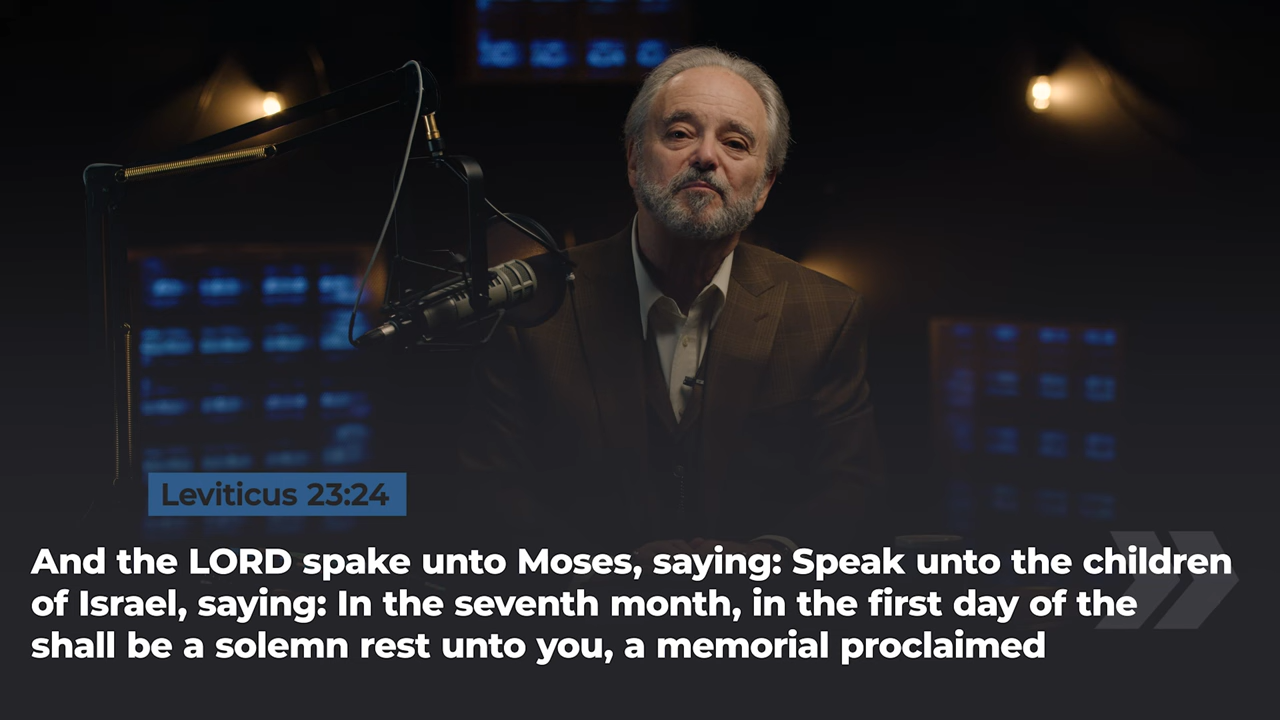 Leviticus 23:24
And the LORD spake unto Moses, saying: Speak unto the children
of Israel, saying: In the seventh month, in the first day of the
shall be a solemn rest unto you, a memorial proclaimed